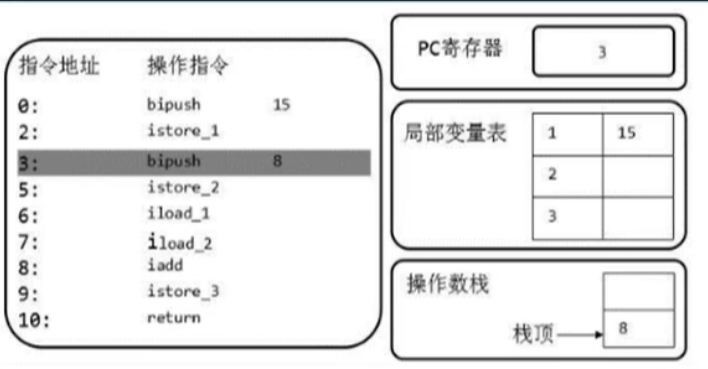 指令地址 操作指令
0: bipush 15
2: istore_1
3: bipush 8
5: istore_2
6: iload_1
7: iload_2
8: iadd
9: istore_3
10: return
PC寄存器 3
局部变量表 1 15
2
3
操作数栈
栈顶 8